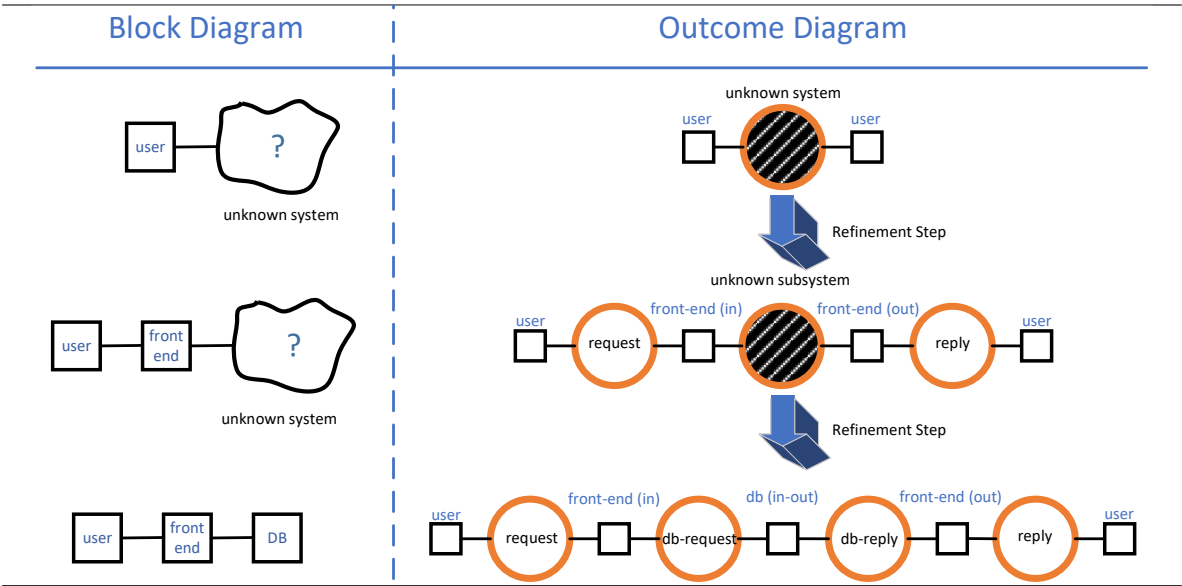 Block Diagram
Outcome Diagram
unknown system
user
user
user
?
unknown system
Refinement Step
unknown subsystem
front-end (in)
front-end (out)
user
user
user
front
end
?
request
reply
unknown system
Refinement Step
front-end (in)
db (in-out)
front-end (out)
user
user
user
front
end
DB
request
db-request
db-reply
reply